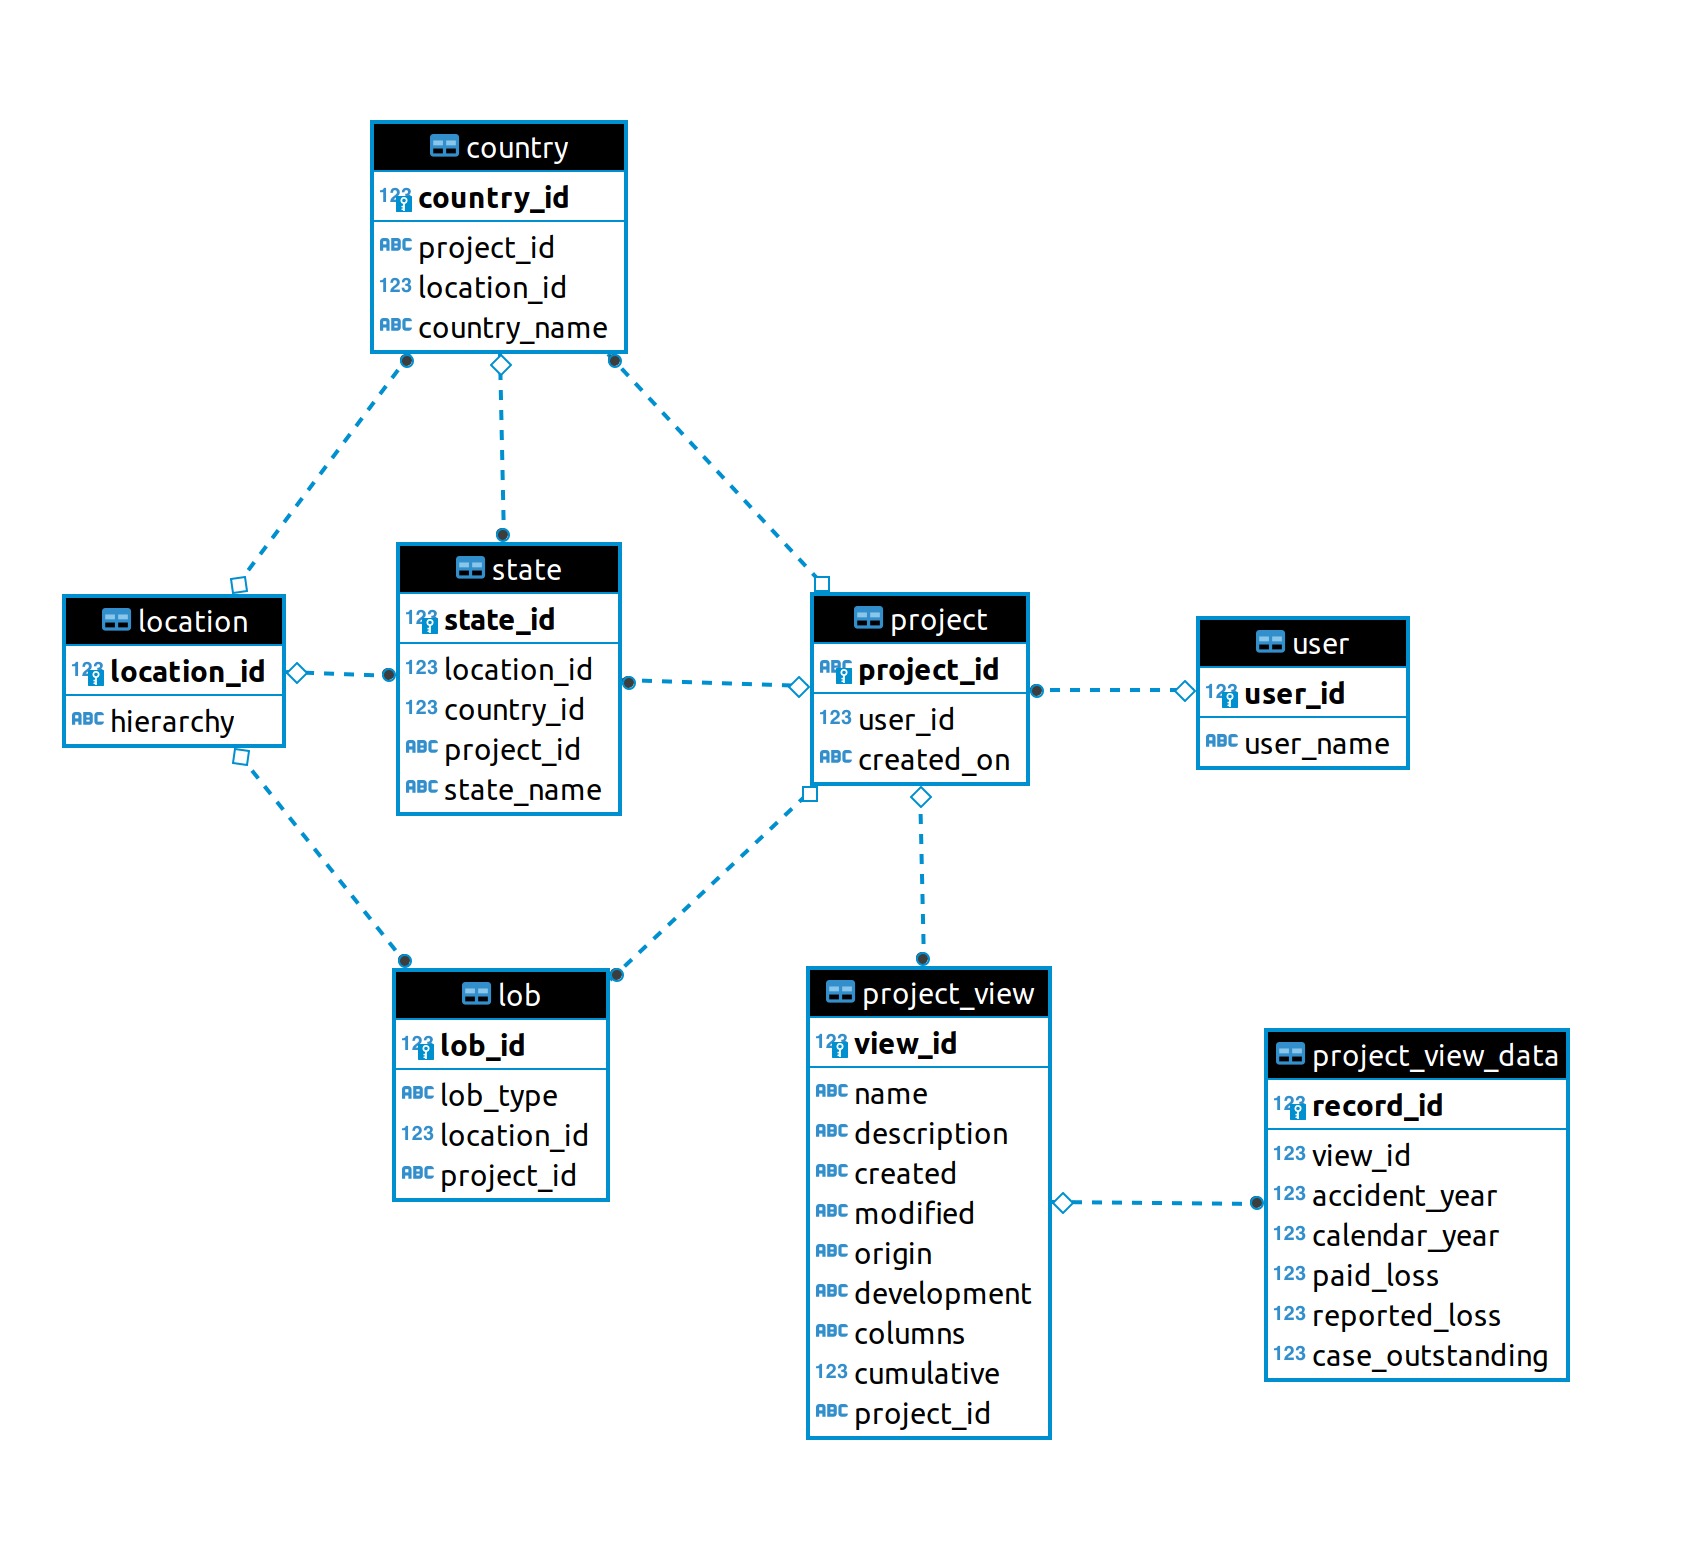 country
123 country_id
ABC project_id
123 location_id
ABC country_name
state
123 state_id
123 location_id
123 country_id
ABC project_id
ABC state_name
location
123 location_id
ABC hierarchy
project
ABC project_id
123 user_id
ABC created_on
user
123 user_id
ABC user_name
lob
123 lob_id
ABC lob_type
123 location_id
ABC project_id
project_view
123 view_id
ABC name
ABC description
ABC created
ABC modified
ABC origin
ABC development
ABC columns
123 cumulative
ABC project_id
project_view_data
123 record_id
123 view_id
123 accident_year
123 calendar_year
123 paid_loss
123 reported_loss
123 case_outstanding